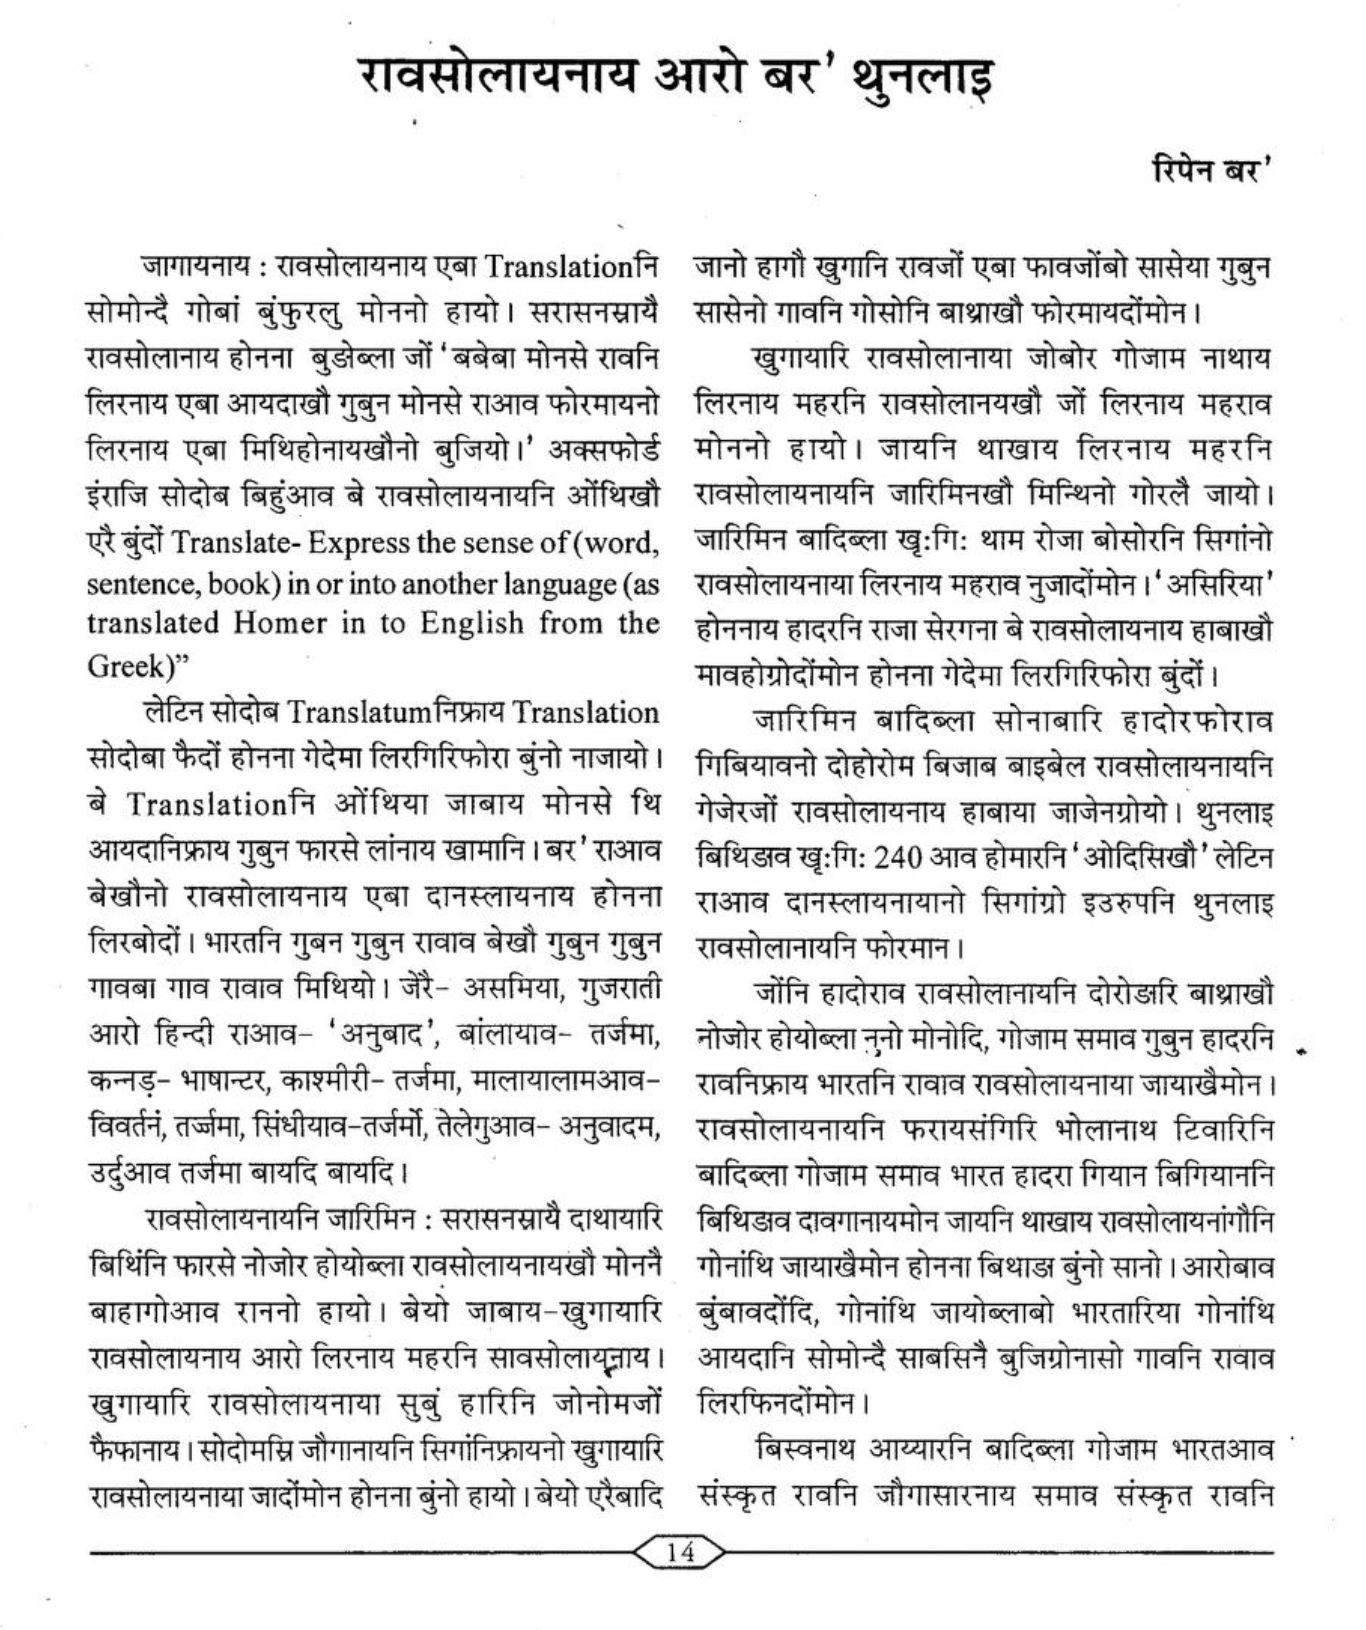 रावसोलायनाय आरो बर' थुनलाइ
रिपेन बर'
जागायनाय : रावसोलायनाय एबा Translationनि
सोमोन्दै गोबां बुंफुरलु मोननो हायो। सरासनस्रायै
रावसोलानाय होनना बुङोब्ला जों 'बबेबा मोनसे रावनि
लिरनाय एबा आयदाखौ गुबुन मोनसे राआव फोरमायनो
लिरनाय एबा मिथिहोनायखौनो बुजियो।' अक्सफोर्ड
इंराजि सोदोब बिहुंआव बे रावसोलायनायनि ओंथिखौ
एरै बुंदों Translate- Express the sense of (word,
sentence, book) in or into another language (as
translated Homer in to English from the
Greek)”
लेटिन सोदोब Translatumनिफ्राय Translation
सोदोबा फैदों होनना गेदेमा लिरगिरिफोरा बुंनो नाजायो।
बे Translationनि ओंथिया जाबाय मोनसे थि
आयदानिफ्राय गुबुन फारसे लांनाय खामानि। बर' राआव
बेखौनो रावसोलायनाय एबा दानस्लायनाय होनना
लिरबोदों। भारतनि गुबन गुबुन रावाव बेखौ गुबुन गुबुन
गावबा गाव रावाव मिथियो। जेरै- असमिया, गुजराती
आरो हिन्दी राआव- 'अनुबाद', बांलायाव- तर्जमा,
कन्नड़- भाषान्टर, काश्मीरी- तर्जमा, मालायालामआव-
विवर्तनं, तर्ज्जमा, सिंधीयाव-तर्जमों, तेलेगुआव- अनुवादम,
उर्दुआव तर्जमा बायदि बायदि।
रावसोलायनायनि जारिमिन : सरासनस्रायै दाथायारि
बिथिंनि फारसे नोजोर होयोब्ला रावसोलायनायखौ मोननै
बाहागोआव राननो हायो। बेयो जाबाय-खुगायारि
रावसोलायनाय आरो लिरनाय महरनि सावसोलायनाय।
खुगायारि रावसोलायनाया सुबुं हारिनि जोनोमजों
फैफानाय। सोदोमस्रि जौगानायनि सिगांनिफ्रायनो खुगायारि
रावसोलायनाया जादोंमोन होनना बुंनो हायो। बेयो एरैबादि
जानो हागौ खुगानि रावजों एबा फावजोंबो सासेया गुबुन
सासेनो गावनि गोसोनि बाथ्राखौ फोरमायदोंमोन।
खुगायारि रावसोलानाया जोबोर गोजाम नाथाय
लिरनाय महरनि रावसोलानयखौ जों लिरनाय महराव
मोननो हायो। जायनि थाखाय लिरनाय महरनि
रावसोलायनायनि जारिमिनखौ मिन्थिनो गोरलै जायो।
जारिमिन बादिब्ला खृ:गि: थाम रोजा बोसोरनि सिगांनो
रावसोलायनाया लिरनाय महराव नुजादोंमोन। 'असिरिया'
होननाय हादरनि राजा सेरगना बे रावसोलायनाय हाबाखौ
मावहोग्रोदोंमोन होनना गेदेमा लिरगिरिफोरा बुंदों।
जारिमिन बादिब्ला सोनाबारि हादोरफोराव
गिबियावनो दोहोरोम बिजाब बाइबेल रावसोलायनायनि
गेजेरजों रावसोलायनाय हाबाया जाजेनग्रोयो। थुनलाइ
बिथिङाव खृ:गि: 240 आव होमारनि 'ओदिसिखौ' लेटिन
राआव दानस्लायनायानो सिगांग्रो इउरुपनि थुनलाइ
रावसोलानायनि फोरमान।
जोंनि हादोराव रावसोलानायनि दोरोङारि बाथ्राखौ
नोजोर होयोब्ला नुनो मोनोदि, गोजाम समाव गुबुन हादरनि
रावनिफ्राय भारतनि रावाव रावसोलायनाया जायाखैमोन।
रावसोलायनायनि फरायसंगिरि भोलानाथ टिवारिनि
बादिब्ला गोजाम समाव भारत हादरा गियान बिगियाननि
बिथिङाव दावगानायमोन जायनि थाखाय रावसोलायनांगौनि
गोनांथि जायाखैमोन होनना बिथाङा बुंनो सानो। आरोबाव
बुंबावदोंदि, गोनांथि जायोब्लाबो भारतारिया गोनांथि
आयदानि सोमोन्दै साबसिनै बुजिग्रोनासो गावनि रावाव
लिरफिनदोंमोन।
बिस्वनाथ आय्यारनि बादिब्ला गोजाम भारतआव
संस्कृत रावनि जौगासारनाय समाव संस्कृत रावनि
14